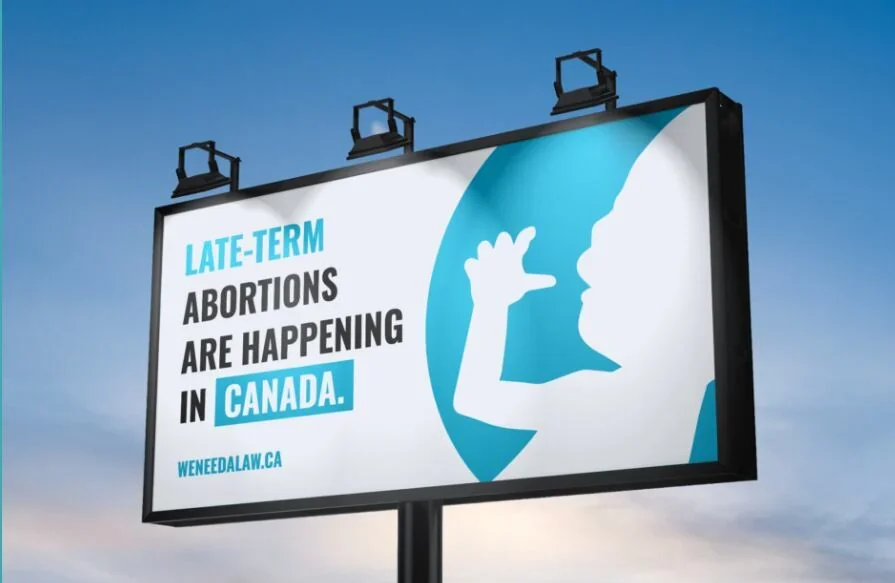 LATE-TERM
ABORTIONS
ARE HAPPENING
IN CANADA.
WENEEDALAW.CA